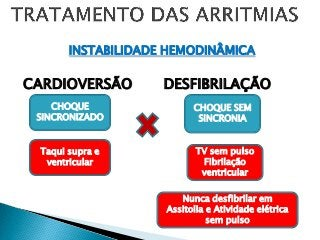 TRATAMENTO DAS ARRITMIAS
INSTABILIDADE HEMODINÂMICA
CARDIOVERSÃO
CHOQUE
SINCRONIZADO
Taqui supra e
ventricular
DESFIBRILAÇÃO
CHOQUE SEM
SINCRONIA
TV sem pulso
Fibrilação
ventricular
Nunca desfibrilar em
Assitolia e Atividade elétrica
sem pulso